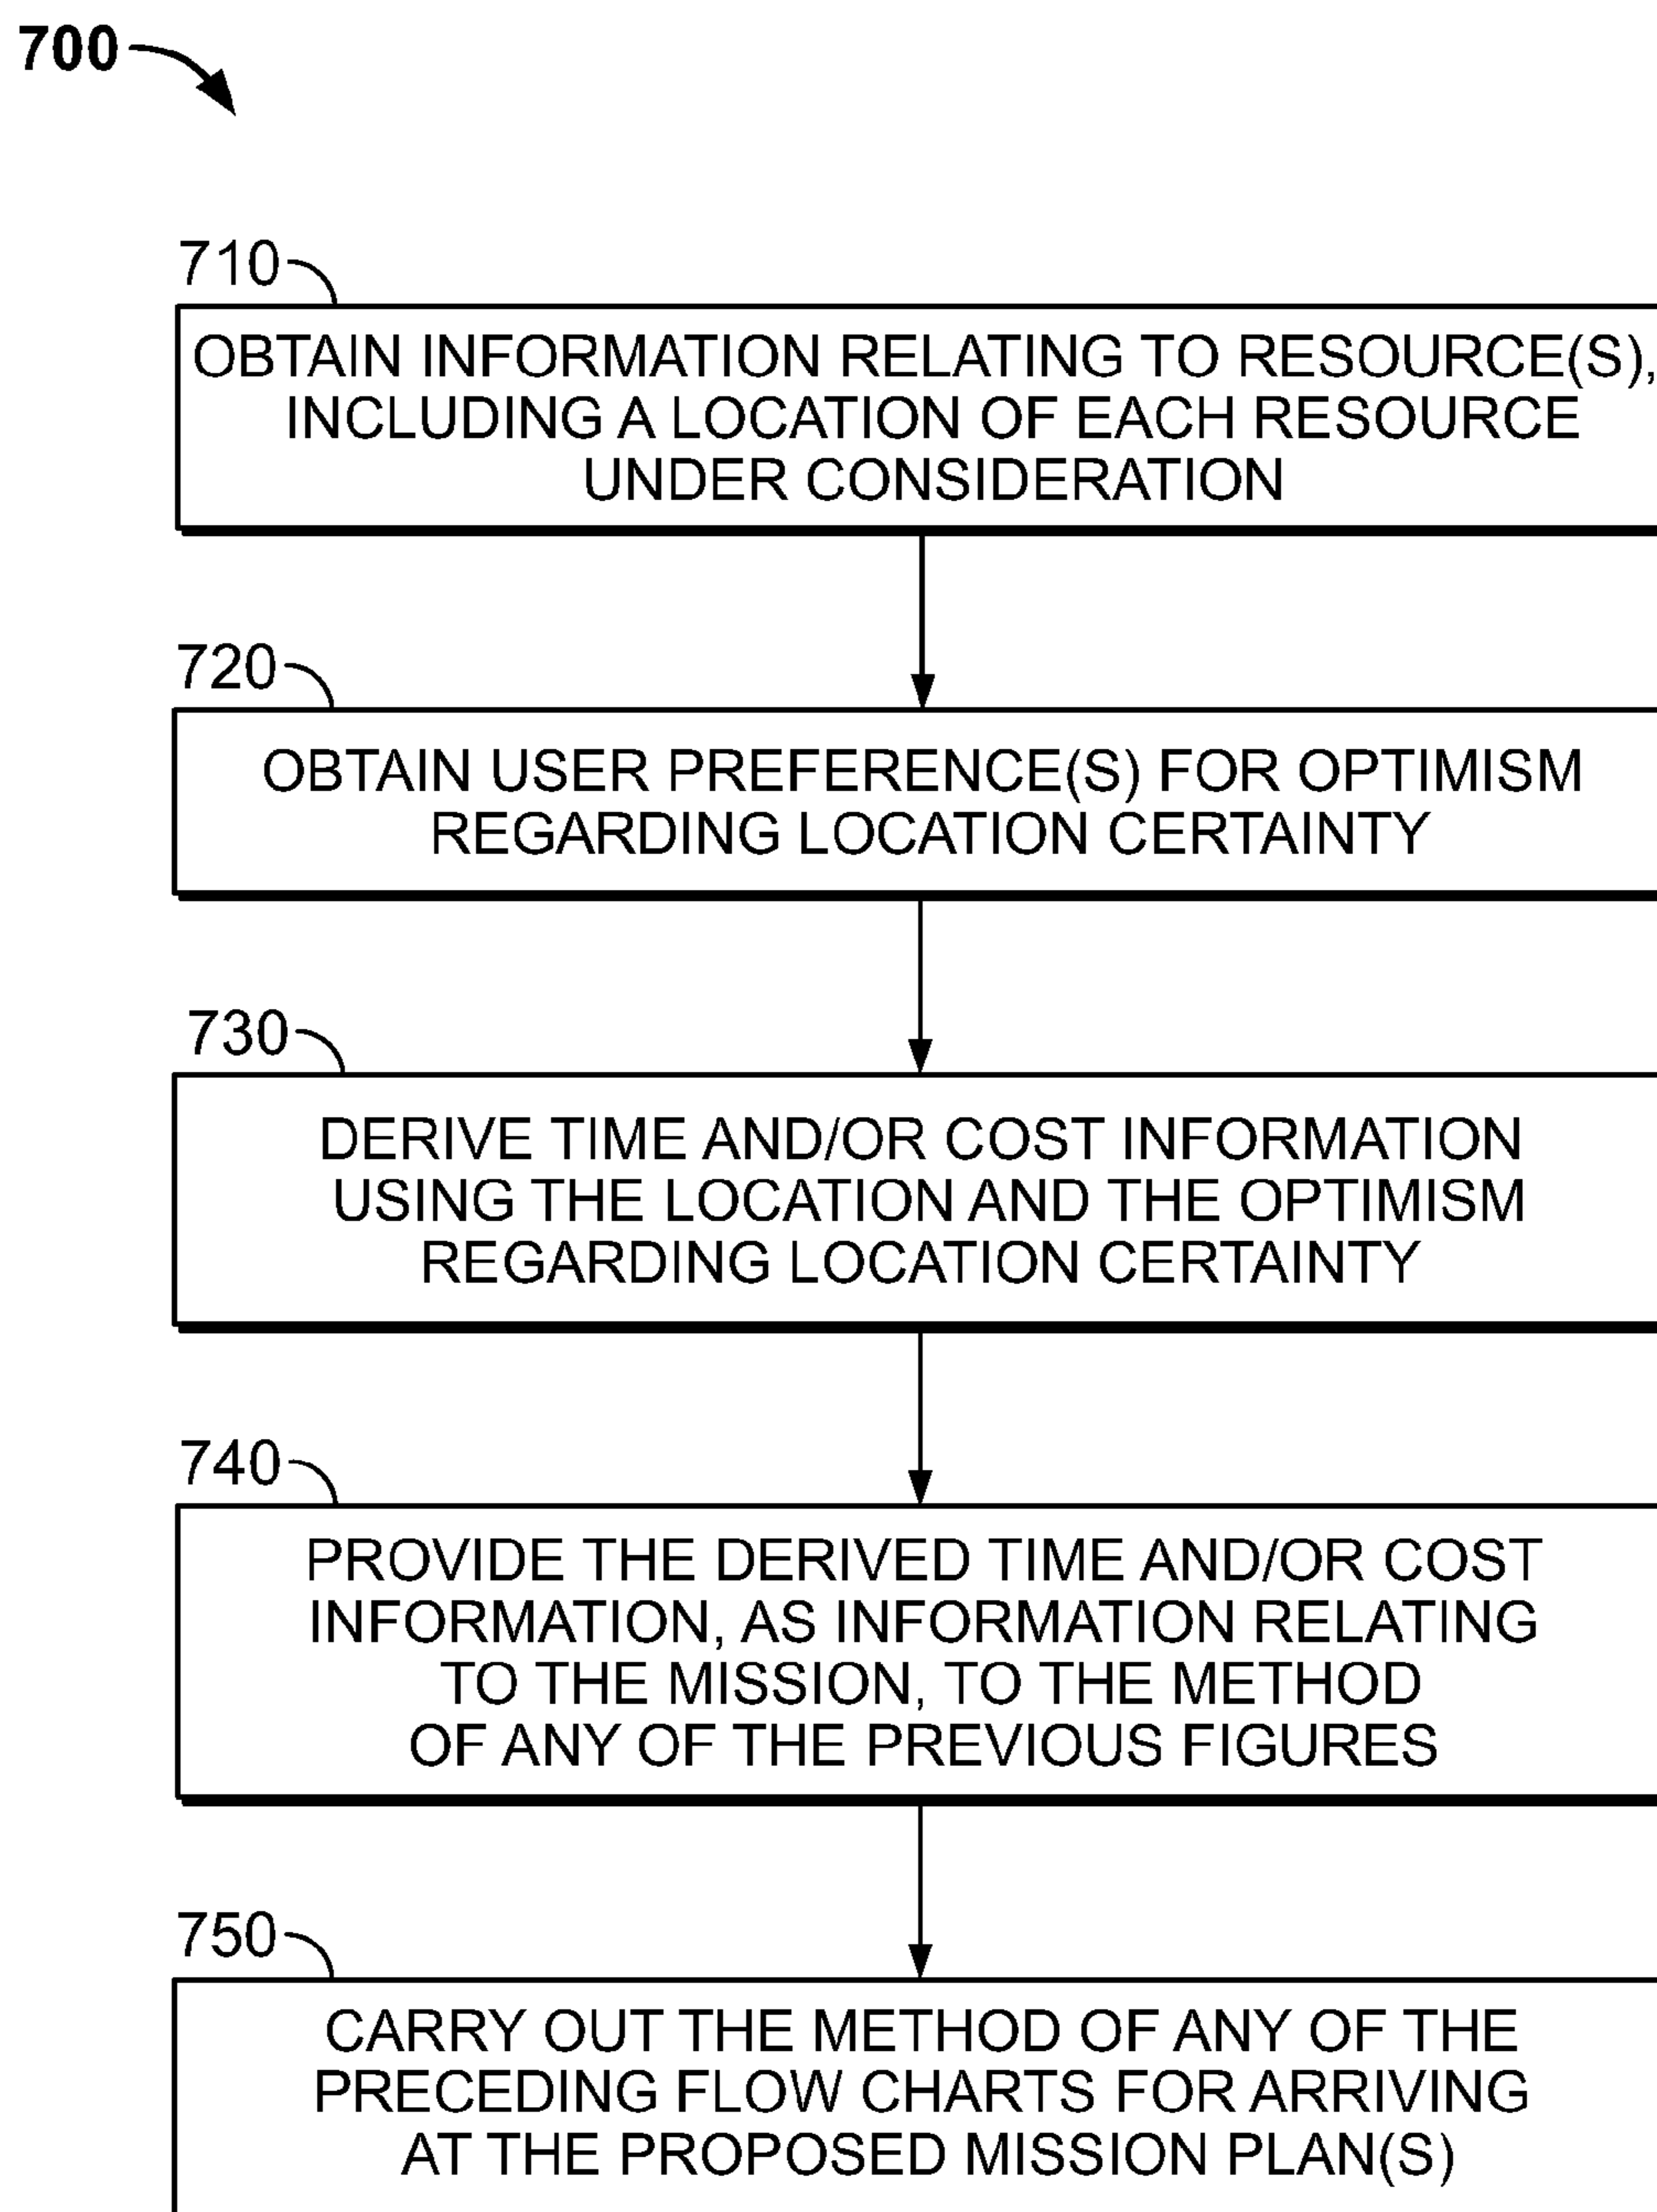 700
710
OBTAIN INFORMATION RELATING TO RESOURCE(S),
INCLUDING A LOCATION OF EACH RESOURCE
UNDER CONSIDERATION
720
OBTAIN USER PREFERENCE(S) FOR OPTIMISM
REGARDING LOCATION CERTAINTY
730
DERIVE TIME AND/OR COST INFORMATION
USING THE LOCATION AND THE OPTIMISM
REGARDING LOCATION CERTAINTY
740
PROVIDE THE DERIVED TIME AND/OR COST
INFORMATION, AS INFORMATION RELATING
TO THE MISSION, TO THE METHOD
OF ANY OF THE PREVIOUS FIGURES
750
CARRY OUT THE METHOD OF ANY OF THE
PRECEDING FLOW CHARTS FOR ARRIVING
AT THE PROPOSED MISSION PLAN(S)